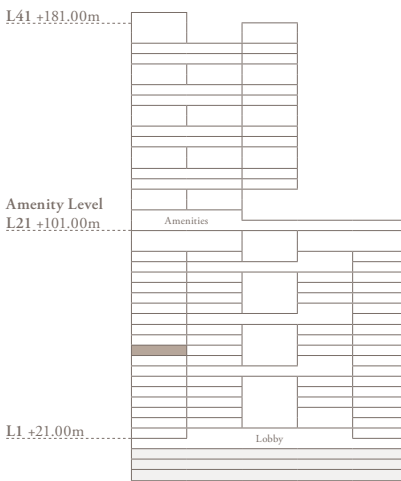 L41 +181.00m
Amenity Level
Amenities
L21 +101.00m
L1 +21.00m
Lobby